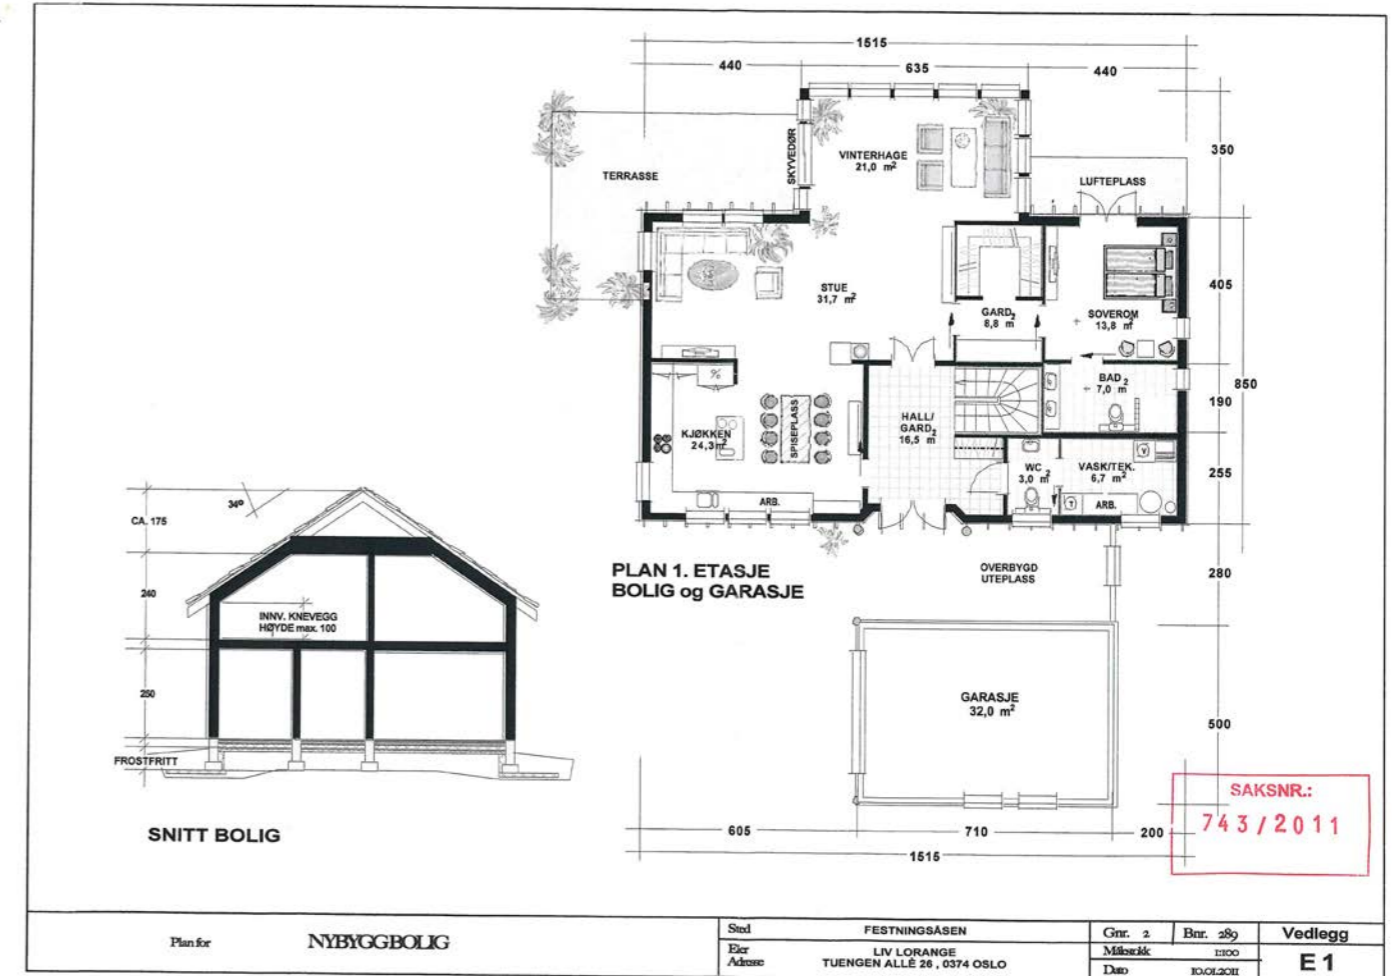 1515
440
635
440
350
SKYVEDØR
VINTERHAGE
21,0 m²
TERRASSE
LUFTEPLASS
STUE
31,7 m²
GARD.
8,8 m²
SOVEROM
13,8 m²
405
850
BAD
7,0 m²
190
KJØKKEN
24,3 m²
SPISEPLASS
HALL/
GARD.
16,5 m²
WC
3,0 m²
VASK/TEK.
6,7 m²
255
ARB.
ARB.
PLAN 1. ETASJE
BOLIG og GARASJE
OVERBYGD
UTEPLASS
280
GARASJE
32,0 m²
500
605
710
200
1515
34º
CA. 175
240
INNV. KNEVEGG
HØYDE max. 100
250
FROSTFRITT
SNITT BOLIG
SAKSNR.:
743/2011
Plan for NYBYGG BOLIG
Sted FESTNINGSÅSEN
Eier LIV LORANGE
Adresse TUENGEN ALLÈ 26 , 0374 OSLO
Gnr. 2 Bnr. 289
Målestokk 1:100
Dato 10.01.2011
Vedlegg
E 1